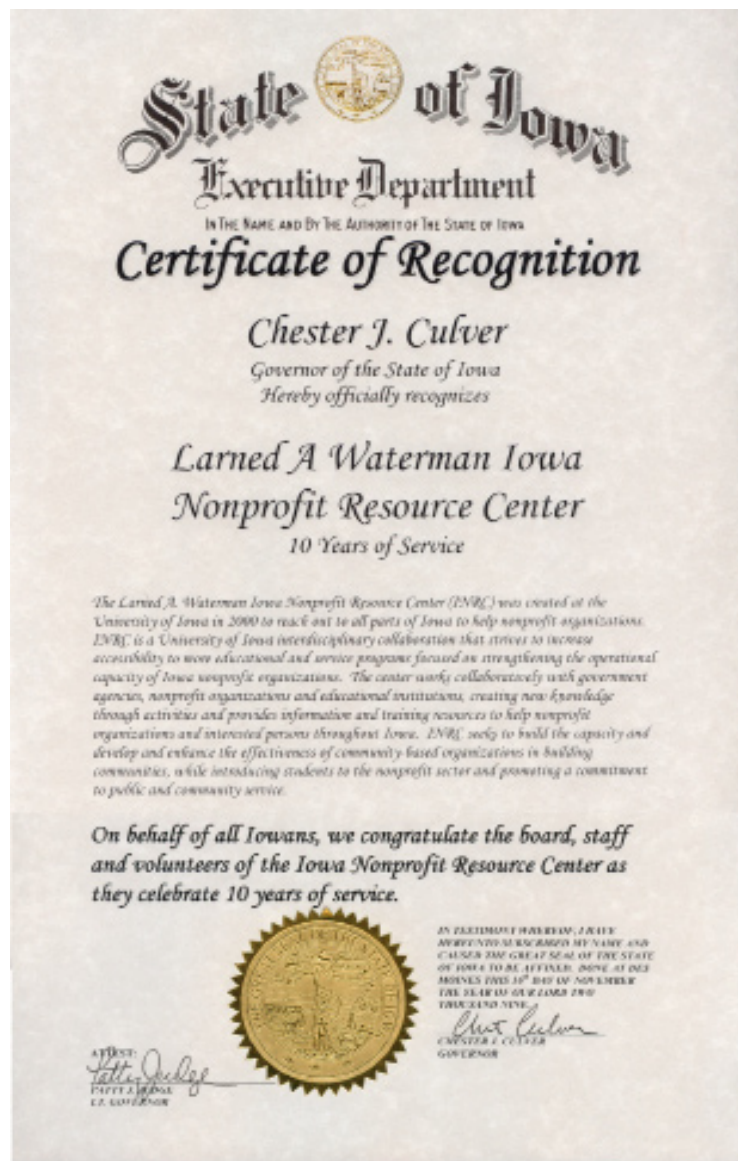 State of Iowa
Executive Department
IN THE NAME AND BY THE AUTHORITY OF THE STATE OF IOWA
Certificate of Recognition
Chester J. Culver
Governor of the State of Iowa
Hereby officially recognizes
Larned A Waterman Iowa
Nonprofit Resource Center
10 Years of Service
The Larned A. Waterman Iowa Nonprofit Resource Center (INRC) was created at the
University of Iowa in 2000 to reach out to all parts of Iowa to help nonprofit organizations.
INRC is a University of Iowa interdisciplinary collaboration that strives to increase
accessibility to more educational and service programs focused on strengthening the operational
capacity of Iowa nonprofit organizations. The center works collaboratively with government
agencies, nonprofit organizations and educational institutions, creating new knowledge
through activities and provides information and training resources to help nonprofit
organizations and interested persons throughout Iowa. INRC seeks to build the capacity and
develop and enhance the effectiveness of community-based organizations in building
communities, while introducing students to the nonprofit sector and promoting a commitment
to public and community service.
On behalf of all Iowans, we congratulate the board, staff
and volunteers of the Iowa Nonprofit Resource Center as
they celebrate 10 years of service.
IN TESTIMONY WHEREOF, I HAVE
HEREUNTO SUBSCRIBED MY NAME AND
CAUSED THE GREAT SEAL OF THE STATE
OF IOWA TO BE AFFIXED. DONE AT DES
MOINES THIS DAY OF NOVEMBER
THE YEAR OF OUR LORD TWO
THOUSAND NINE.
Chet Culver
CHESTER J. CULVER
GOVERNOR
ATTEST:
Patty Judge
PATTY J. JUDGE
LT. GOVERNOR